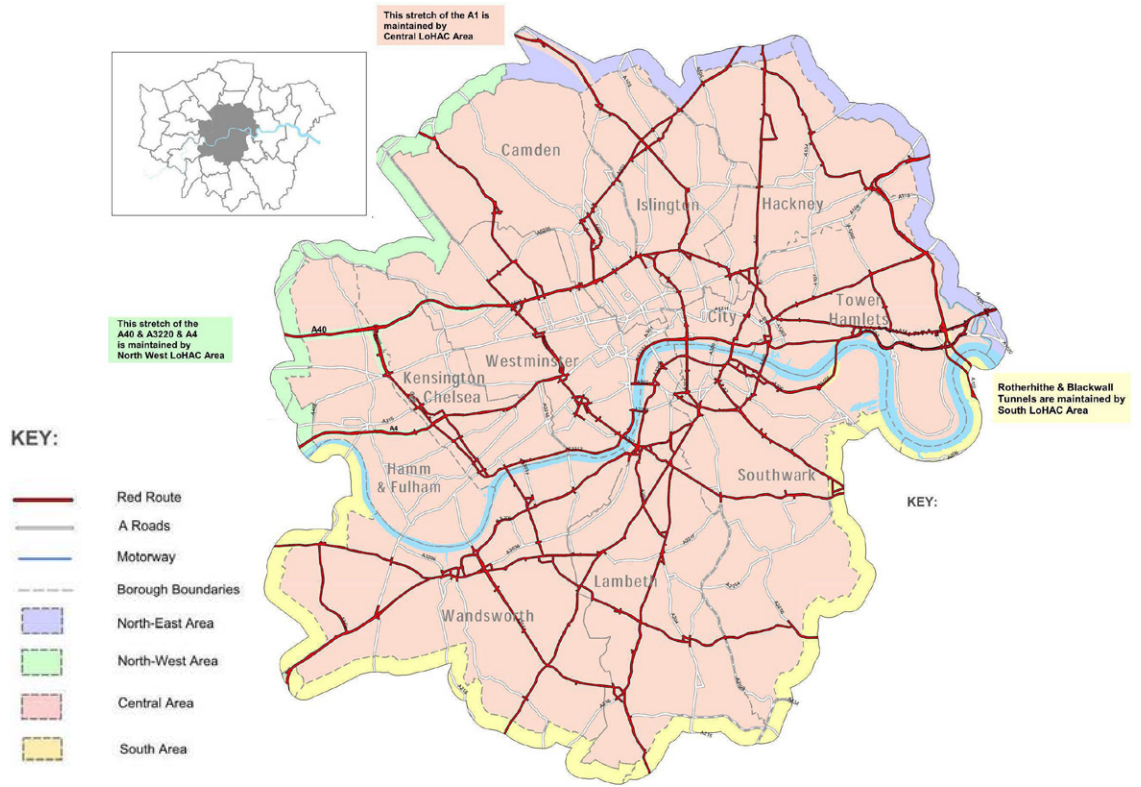 This stretch of the A1 is
maintained by
Central LoHAC Area
Camden
Islington
Hackney
This stretch of the
A40 & A3220 & A4
is maintained by
North West LoHAC Area
A40
City
Tower
Hamlets
Westminster
Kensington
& Chelsea
Rotherhithe & Blackwall
Tunnels are maintained by
South LoHAC Area
A4
Hamm
& Fulham
Southwark
Lambeth
Wandsworth
KEY:
Red Route
A Roads
Motorway
Borough Boundaries
North-East Area
North-West Area
Central Area
South Area
KEY: